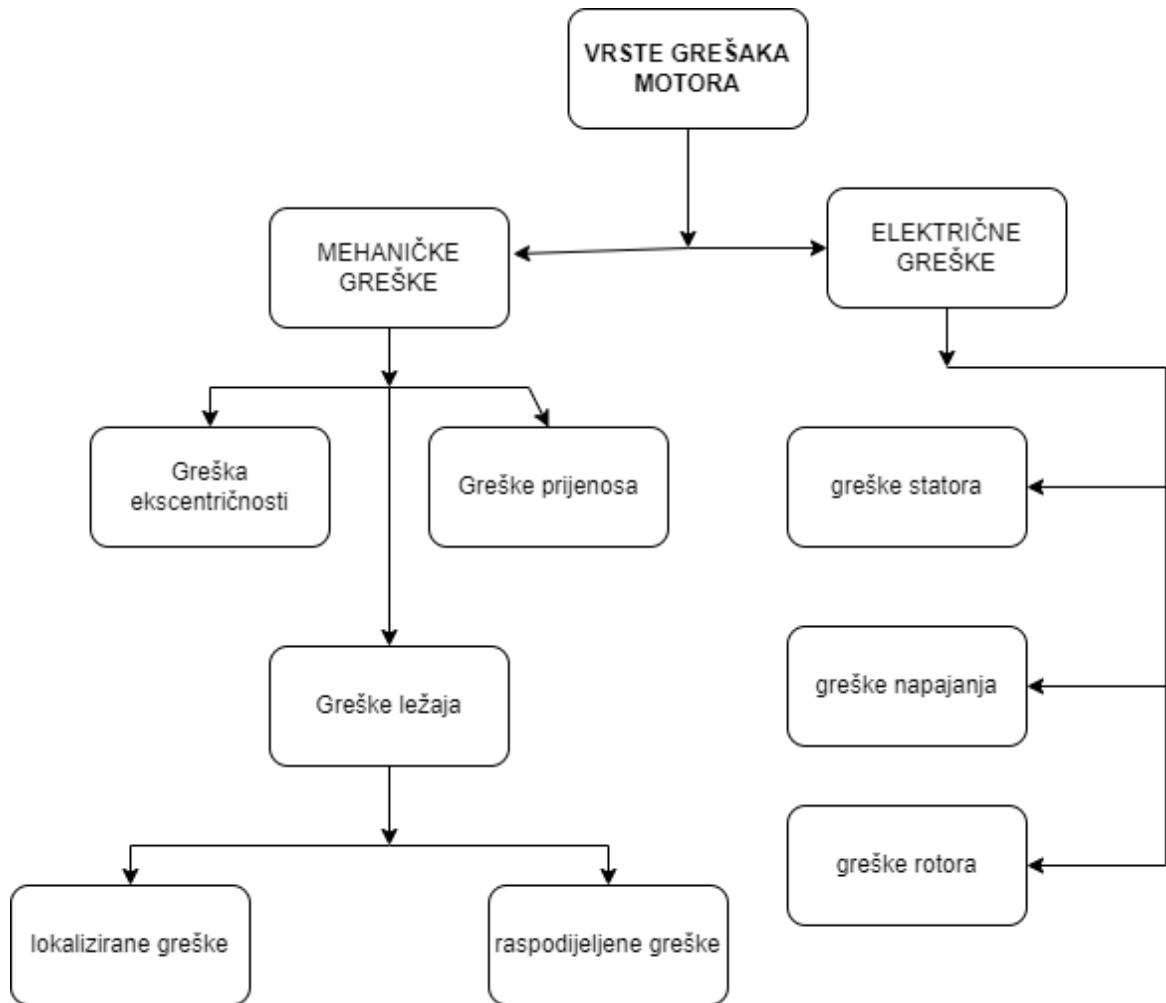 VRSTE GREŠAKA
MOTORA
MEHANIČKE
GREŠKE
ELEKTRIČNE
GREŠKE
Greška
ekscentričnosti
Greške prijenosa
greške statora
Greške ležaja
greške napajanja
greške rotora
lokalizirane greške
raspodijeljene greške